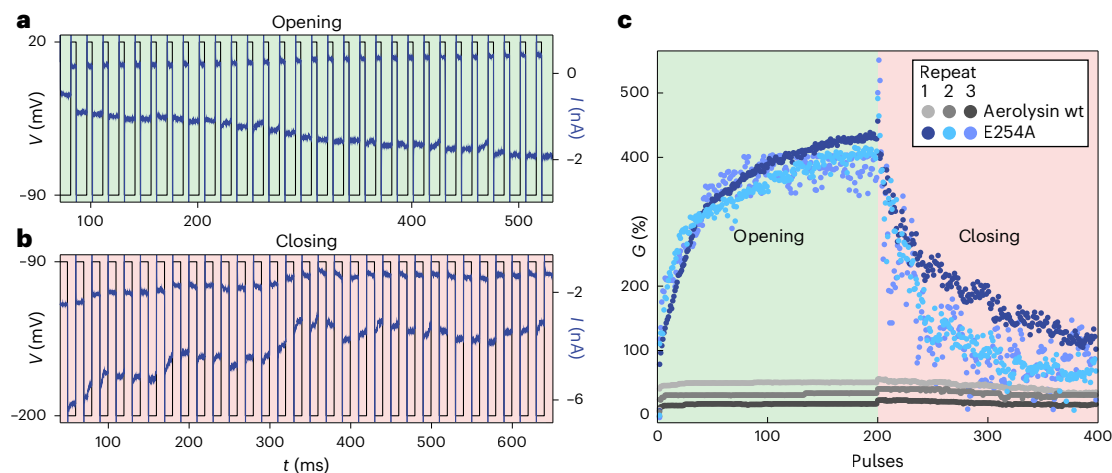 a
Opening
20
V (mV)
−90
0
I (nA)
−2
100
200
400
500
b
Closing
−90
V (mV)
−200
−2
I (nA)
−6
100
200
300
400
500
600
t (ms)
c
500
400
G (%)
200
100
0
Opening
Closing
Repeat
1 2 3
Aerolysin wt
E254A
0
100
200
300
400
Pulses